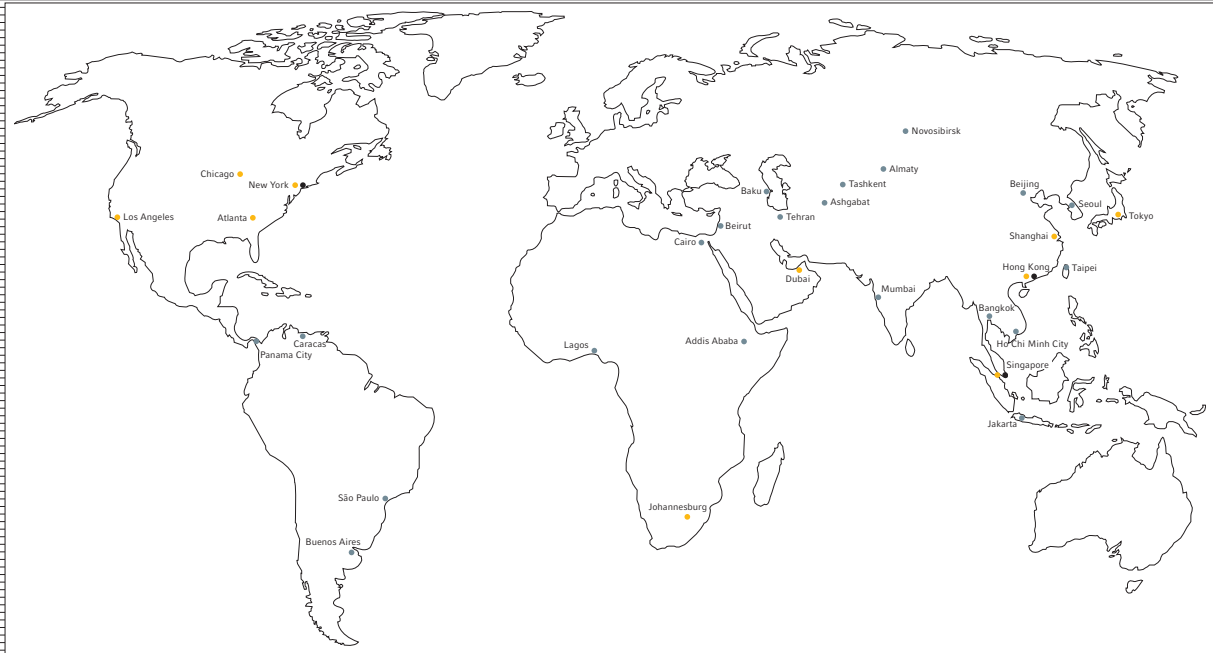 Novosibirsk
Almaty
Chicago
Tashkent
New York
Beijing
Baku
Ashgabat
Seoul
Los Angeles
Atlanta
Tehran
Tokyo
Beirut
Shanghai
Cairo
Hong Kong
Taipei
Dubai
Mumbai
Bangkok
Addis Ababa
Caracas
Lagos
Ho Chi Minh City
Panama City
Singapore
Jakarta
São Paulo
Johannesburg
Buenos Aires